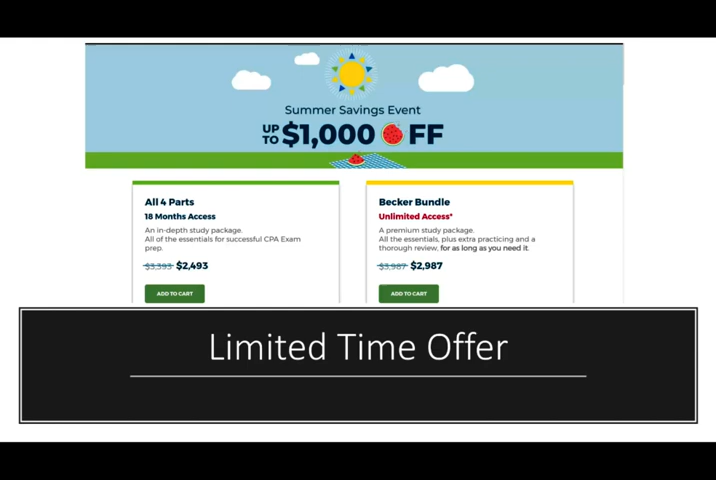 Summer Savings Event
UP TO $1,000 OFF
All 4 Parts
18 Months Access
An in-depth study package.
All of the essentials for successful CPA Exam
prep.
$3,393 $2,493
ADD TO CART
Becker Bundle
Unlimited Access*
A premium study package.
All the essentials, plus extra practicing and a
thorough review, for as long as you need it.
$3,987 $2,987
ADD TO CART
Limited Time Offer